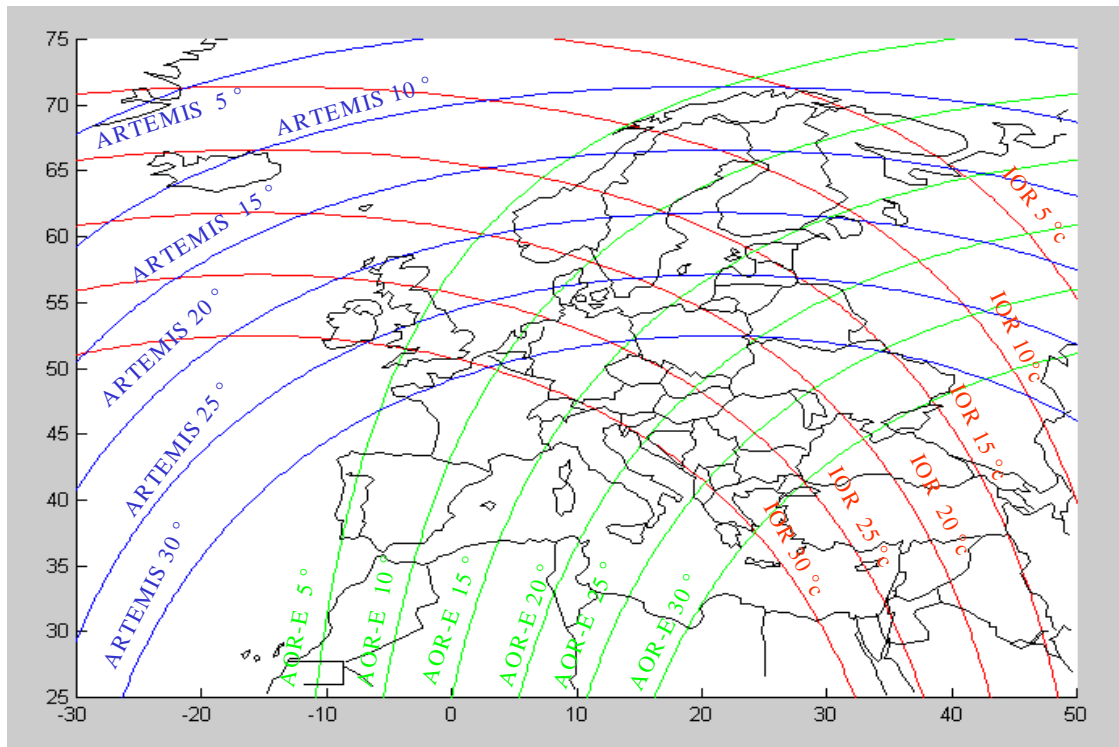 75
70
65
60
55
50
45
40
35
30
25
-30
-20
-10
0
10
20
30
40
50
ARTEMIS 5 °
ARTEMIS 10 °
ARTEMIS 15 °
ARTEMIS 20 °
ARTEMIS 25 °
ARTEMIS 30 °
AOR-E 5 °
AOR-E 10 °
AOR-E 15 °
AOR-E 20 °
AOR-E 25 °
AOR-E 30 °
IOR 30 °c
IOR 25 °c
IOR 20 °c
IOR 15 °c
IOR 10°c
IOR 5 °c